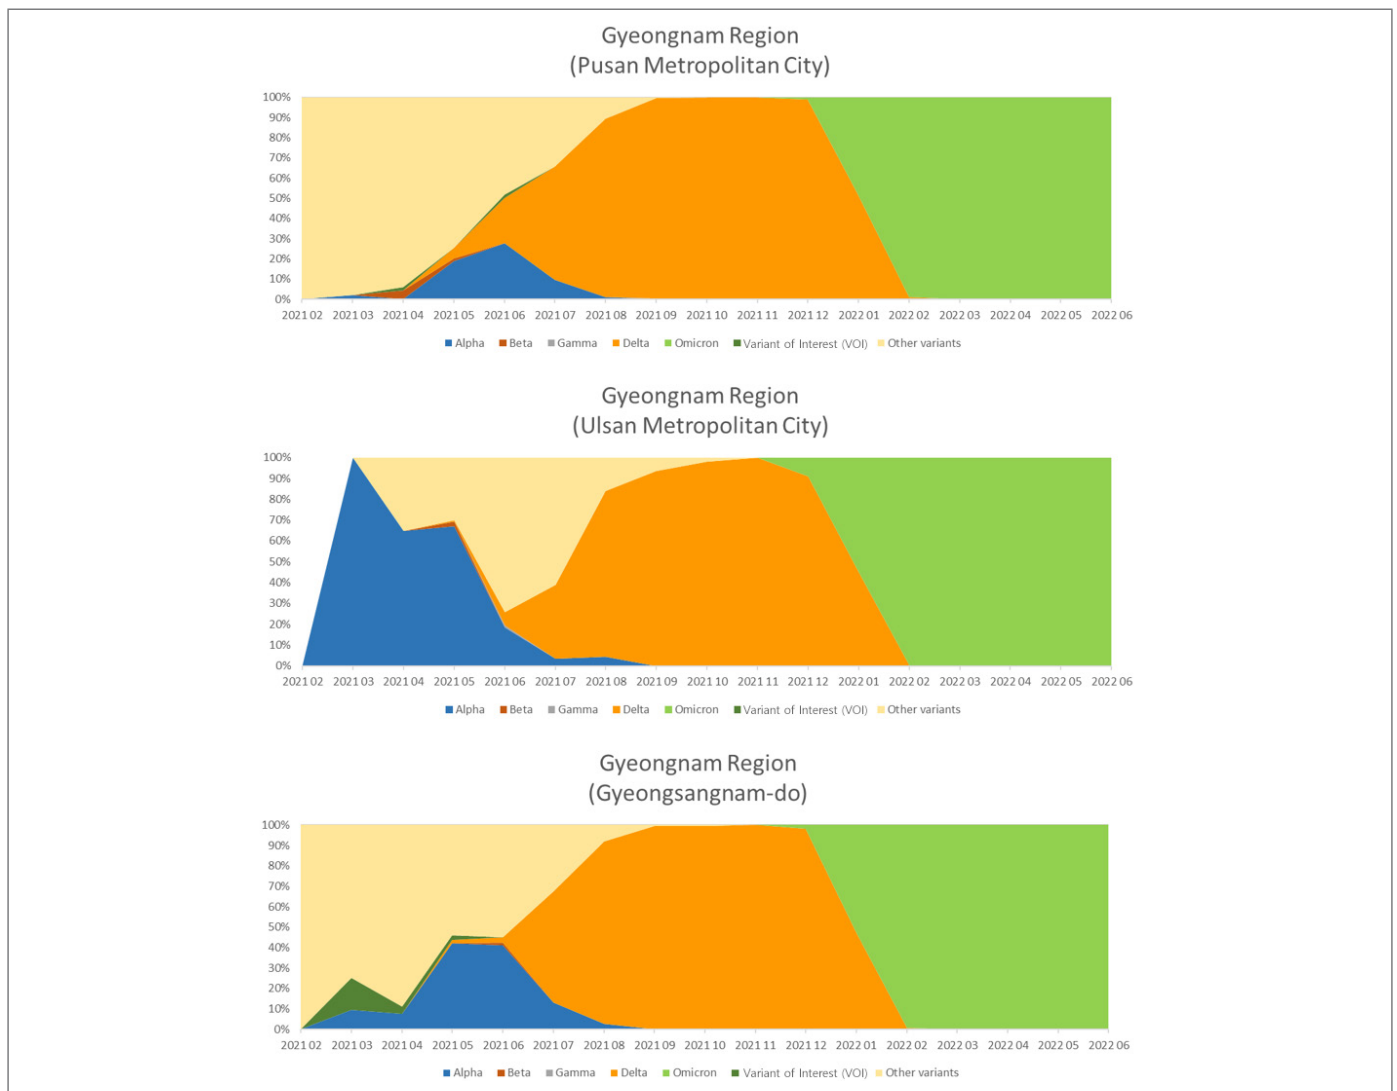 Gyeongnam Region
(Pusan Metropolitan City)
100%
90%
80%
70%
60%
50%
40%
30%
20%
10%
0%
2021 02 2021 03 2021 04 2021 05 2021 06 2021 07 2021 08 2021 09 2021 10 2021 11 2021 12 2022 01 2022 02 2022 03 2022 04 2022 05 2022 06
Alpha Beta Gamma Delta Omicron Variant of Interest (VOI) Other variants
Gyeongnam Region
(Ulsan Metropolitan City)
100%
90%
80%
70%
60%
50%
40%
30%
20%
10%
0%
2021 02 2021 03 2021 04 2021 05 2021 06 2021 07 2021 08 2021 09 2021 10 2021 11 2021 12 2022 01 2022 02 2022 03 2022 04 2022 05 2022 06
Alpha Beta Gamma Delta Omicron Variant of Interest (VOI) Other variants
Gyeongnam Region
(Gyeongsangnam-do)
100%
90%
80%
70%
60%
50%
40%
30%
20%
10%
0%
2021 02 2021 03 2021 04 2021 05 2021 06 2021 07 2021 08 2021 09 2021 10 2021 11 2021 12 2022 01 2022 02 2022 03 2022 04 2022 05 2022 06
Alpha Beta Gamma Delta Omicron Variant of Interest (VOI) Other variants